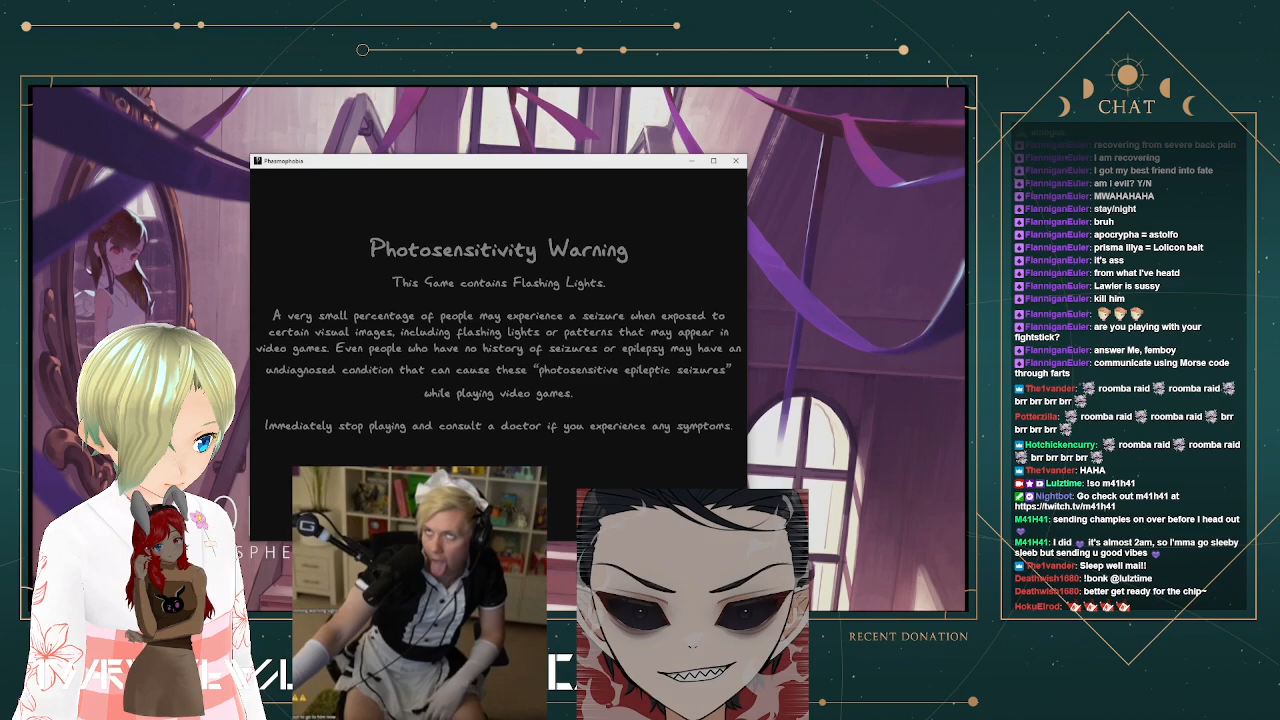 Phasmophobia
Photosensitivity Warning
This Game contains Flashing Lights.
A very small percentage of people may experience a seizure when exposed to
certain visual images, including flashing lights or patterns that may appear in
video games. Even people who have no history of seizures or epilepsy may have an
undiagnosed condition that can cause these "photosensitive epileptic seizures"
while playing video games.
Immediately stop playing and consult a doctor if you experience any symptoms.
SPHE
RECENT DONATION
CHAT
FlanniganEuler: recovering from severe back pain
FlanniganEuler: I am recovering
FlanniganEuler: I got my best friend into fate
FlanniganEuler: am I evil? Y/N
FlanniganEuler: MWAHAHAHA
FlanniganEuler: stay/night
FlanniganEuler: bruh
FlanniganEuler: apocrypha = astolfo
FlanniganEuler: prisma illya = Lolicon bait
FlanniganEuler: it's ass
FlanniganEuler: from what I've heatd
FlanniganEuler: Lawler is sussy
FlanniganEuler: kill him
FlanniganEuler:
FlanniganEuler: are you playing with your
fightstick?
FlanniganEuler: answer Me, femboy
FlanniganEuler: communicate using Morse code
through farts
The1vander: roomba raid roomba raid
brr brr brr brr
Potterzilla: roomba raid roomba raid brr
brr brr brr
Hotchickencurry: roomba raid roomba raid
brr brr brr brr
The1vander: HAHA
Lulztime: !so m41h41
Nightbot: Go check out m41h41 at
https://twitch.tv/m41h41
M41H41: sending champies on over before I head out
M41H41: I did it's almost 2am, so I'mma go sleeby
sleeb but sending u good vibes
The1vander: Sleep well mai!!
Deathwish1680: !bonk @lulztime
Deathwish1680: better get ready for the chip~
HokuElrod: